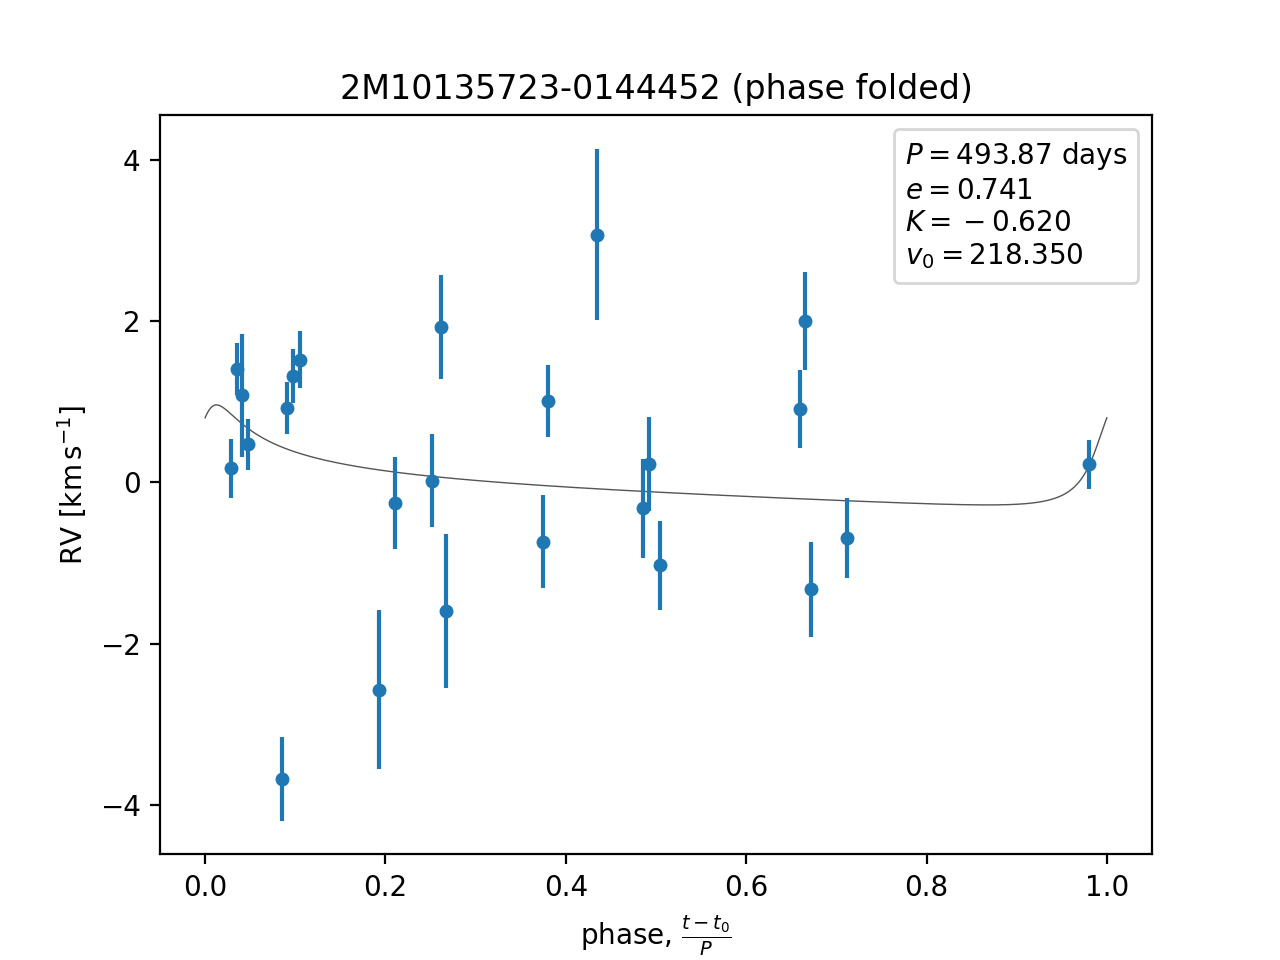 2M10135723-0144452 (phase folded)
P = 493.87 days
e = 0.741
K = −0.620
v₀ = 218.350
4
2
0
−2
−4
RV [km s⁻¹]
0.0 0.2 0.4 0.6 0.8 1.0
phase, (t − t₀)/P